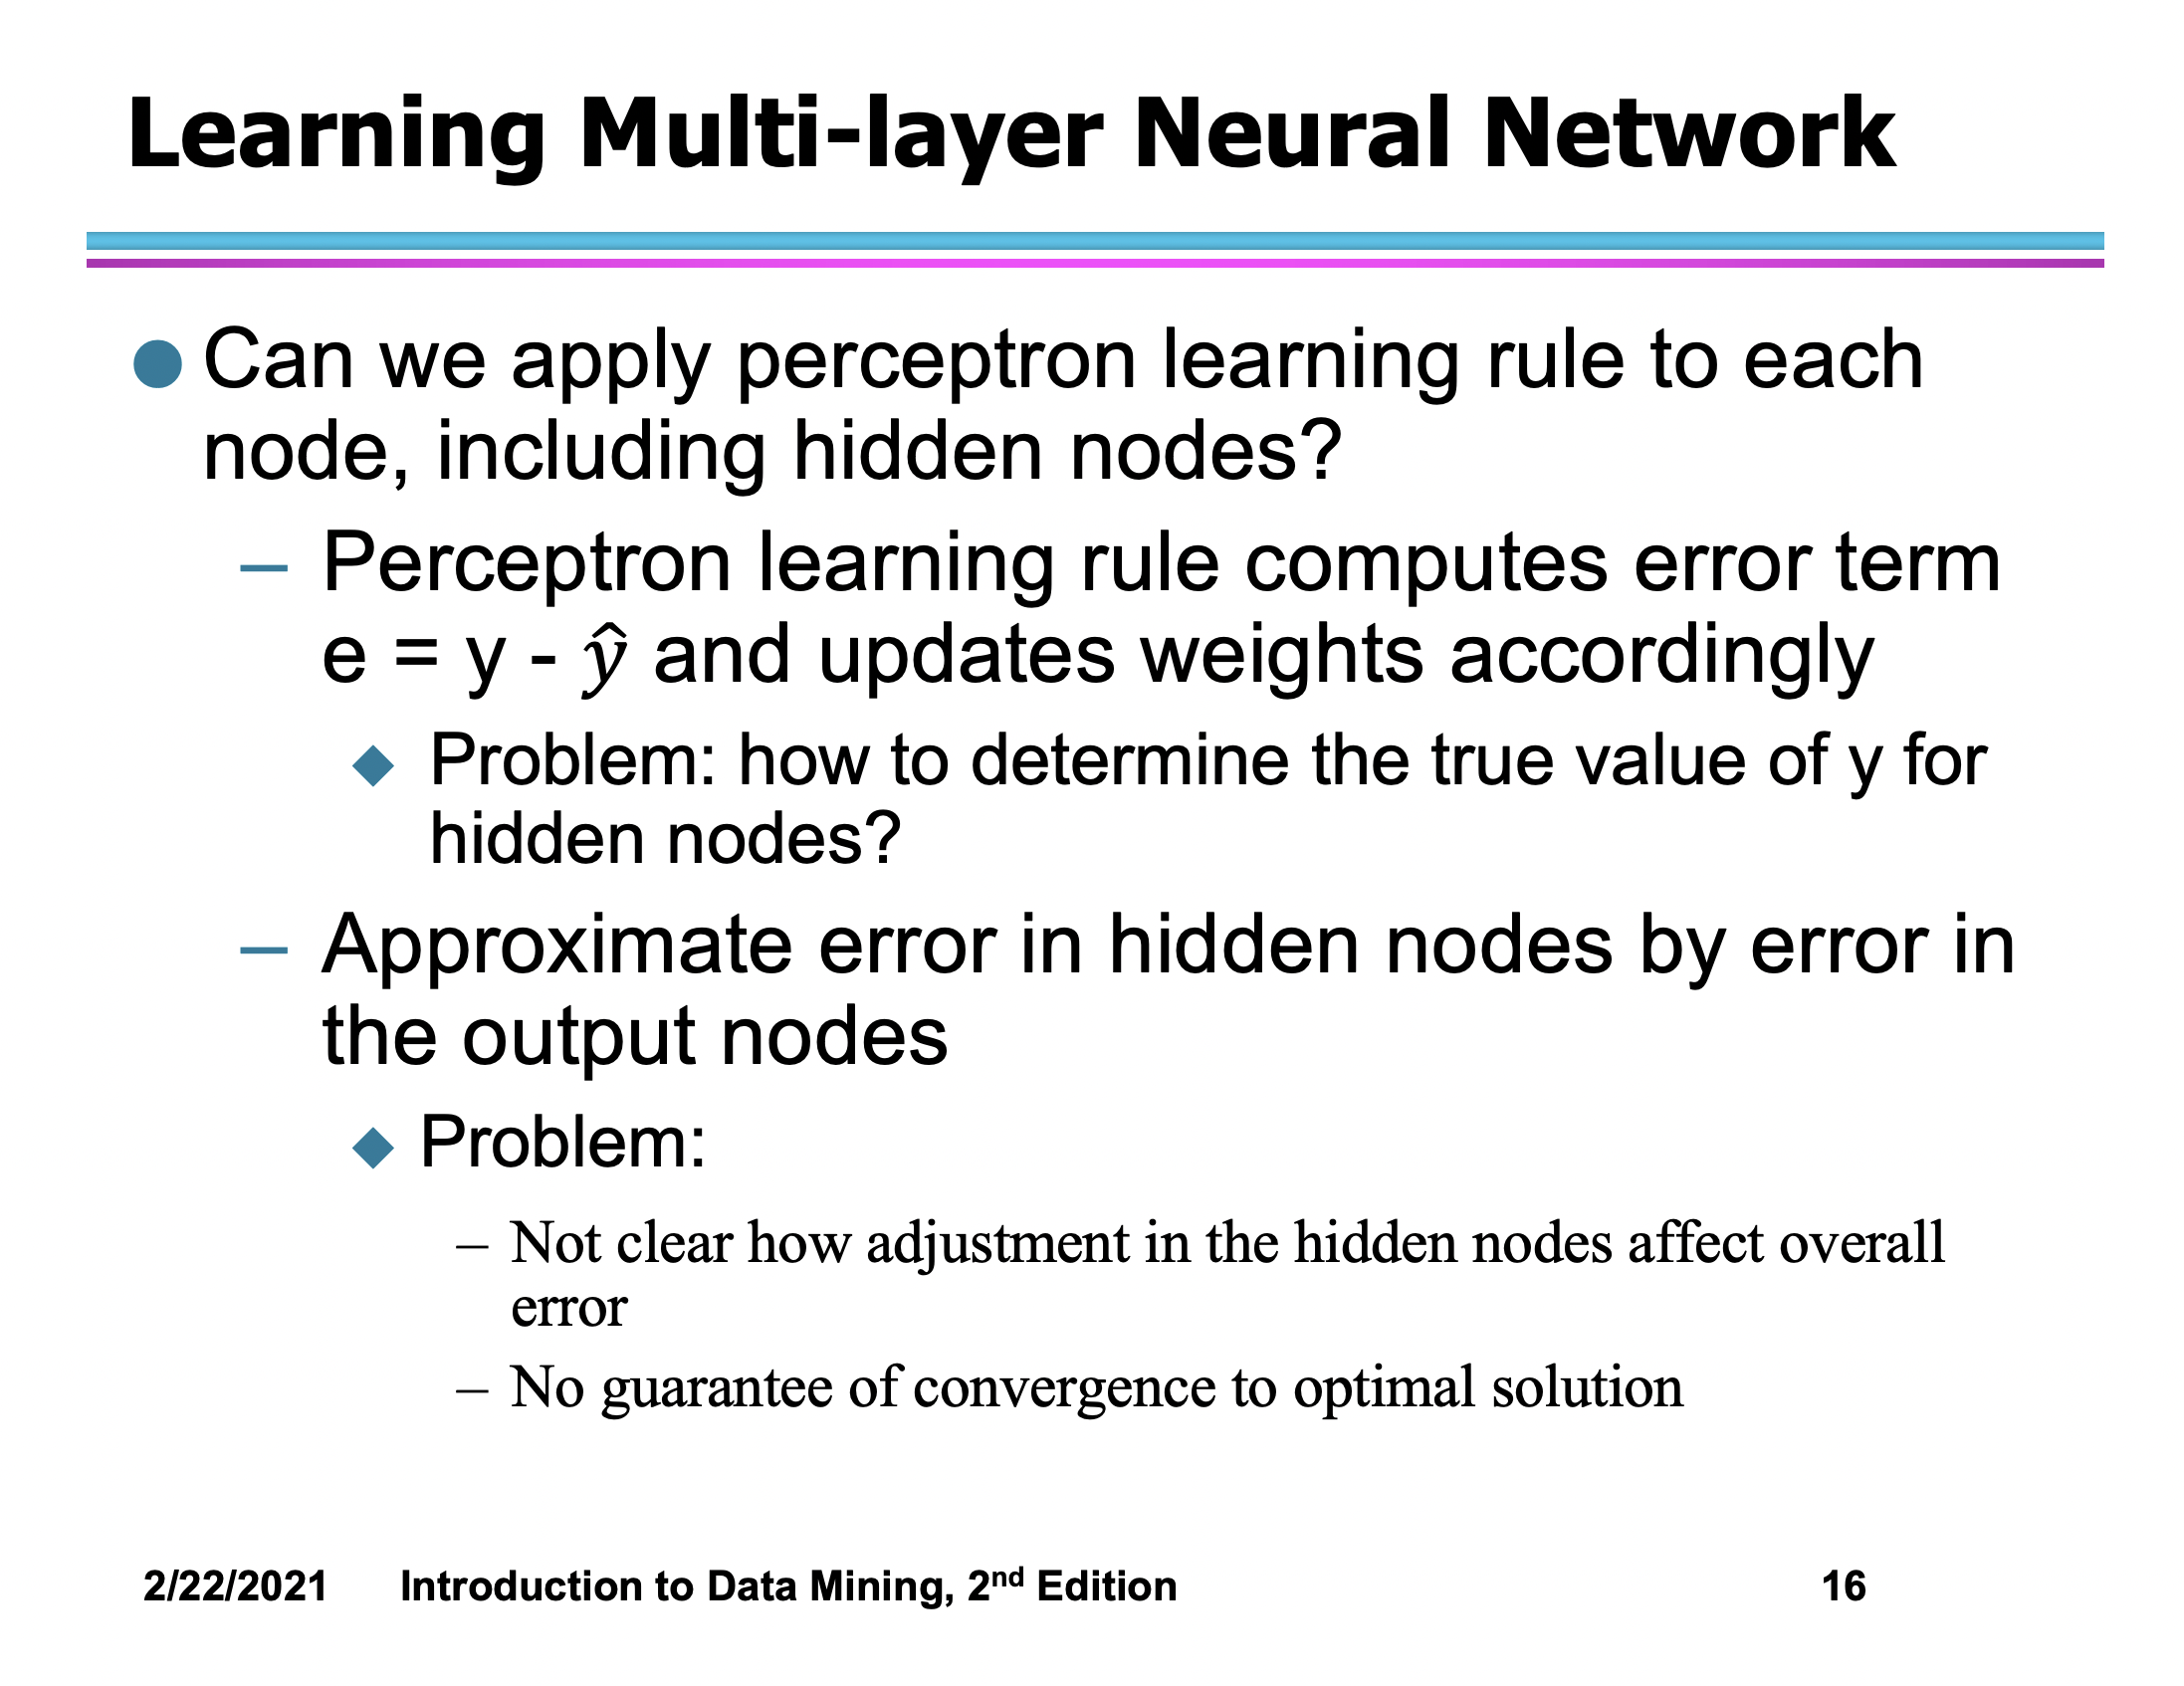 Learning Multi-layer Neural Network
● Can we apply perceptron learning rule to each
node, including hidden nodes?
– Perceptron learning rule computes error term
e = y - ŷ and updates weights accordingly
◆ Problem: how to determine the true value of y for
hidden nodes?
– Approximate error in hidden nodes by error in
the output nodes
◆ Problem:
– Not clear how adjustment in the hidden nodes affect overall
error
– No guarantee of convergence to optimal solution
2/22/2021 Introduction to Data Mining, 2nd Edition 16